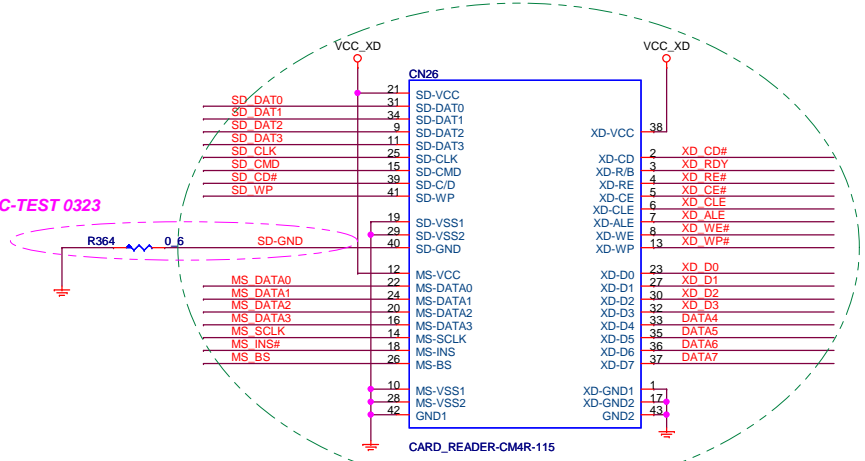 VCC_XD
VCC_XD
CN26
21 SD-VCC
SD_DAT0 31 SD-DAT0
SD_DAT1 34 SD-DAT1
SD_DAT2 9 SD-DAT2
SD_DAT3 11 SD-DAT3
SD_CLK 25 SD-CLK
SD_CMD 15 SD-CMD
SD_CD# 39 SD-C/D
SD_WP 41 SD-WP
XD-VCC 38
XD-CD 2 XD_CD#
XD-R/B 3 XD_RDY
XD-RE 4 XD_RE#
XD-CE 5 XD_CE#
XD-CLE 6 XD_CLE
XD-ALE 7 XD_ALE
XD-WE 8 XD_WE#
XD-WP 13 XD_WP#
C-TEST 0323
19 SD-VSS1
29 SD-VSS2
R364 0_6 SD-GND 40 SD-GND
12 MS-VCC
MS_DATA0 22 MS-DATA0
MS_DATA1 24 MS-DATA1
MS_DATA2 20 MS-DATA2
MS_DATA3 16 MS-DATA3
MS_SCLK 14 MS-SCLK
MS_INS# 18 MS-INS
MS_BS 26 MS-BS
XD-D0 23 XD_D0
XD-D1 27 XD_D1
XD-D2 30 XD_D2
XD-D3 32 XD_D3
XD-D4 33 DATA4
XD-D5 35 DATA5
XD-D6 36 DATA6
XD-D7 37 DATA7
10 MS-VSS1
28 MS-VSS2
42 GND1
XD-GND1 1
XD-GND2 17
GND2 43
CARD_READER-CM4R-115